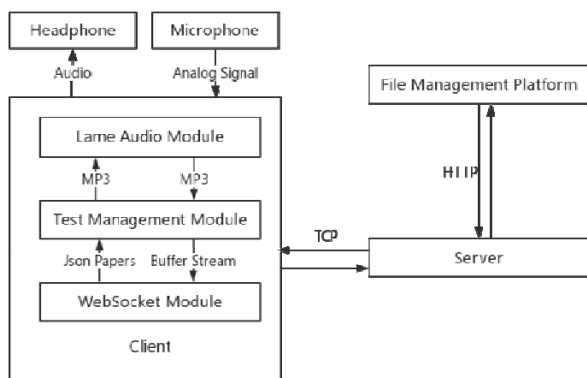 Headphone
Microphone
Audio
Analog Signal
File Management Platform
Lame Audio Module
MP3
MP3
HTTP
Test Management Module
TCP
Json Papers
Buffer Stream
Server
WebSocket Module
Client